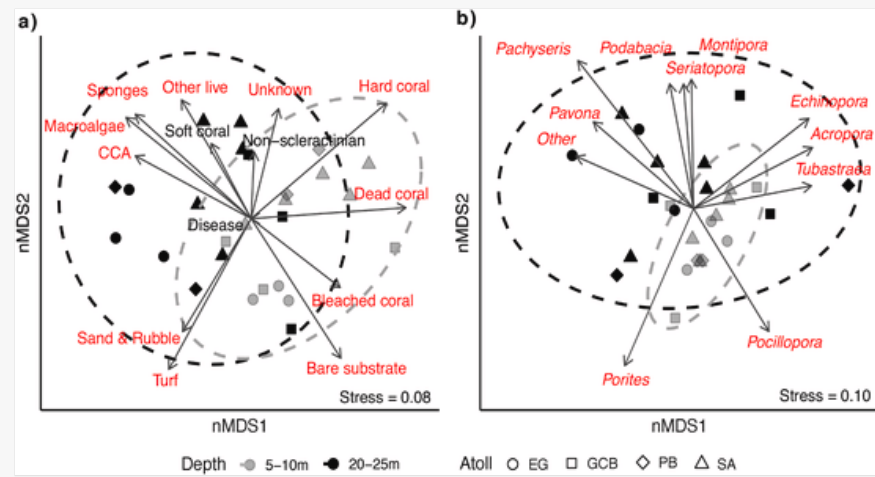 a)
Sponges
Other live
Unknown
Hard coral
Macroalgae
Soft coral
Non-scleractinian
CCA
Dead coral
Disease
Bleached coral
Sand & Rubble
Bare substrate
Turf
Stress = 0.08
nMDS2
nMDS1
b)
Pachyseris
Podabacia
Montipora
Seriatopora
Echinopora
Pavona
Acropora
Other
Tubastraea
Pocillopora
Porites
Stress = 0.10
nMDS2
nMDS1
Depth 5-10m 20-25m Atoll EG GCB PB SA